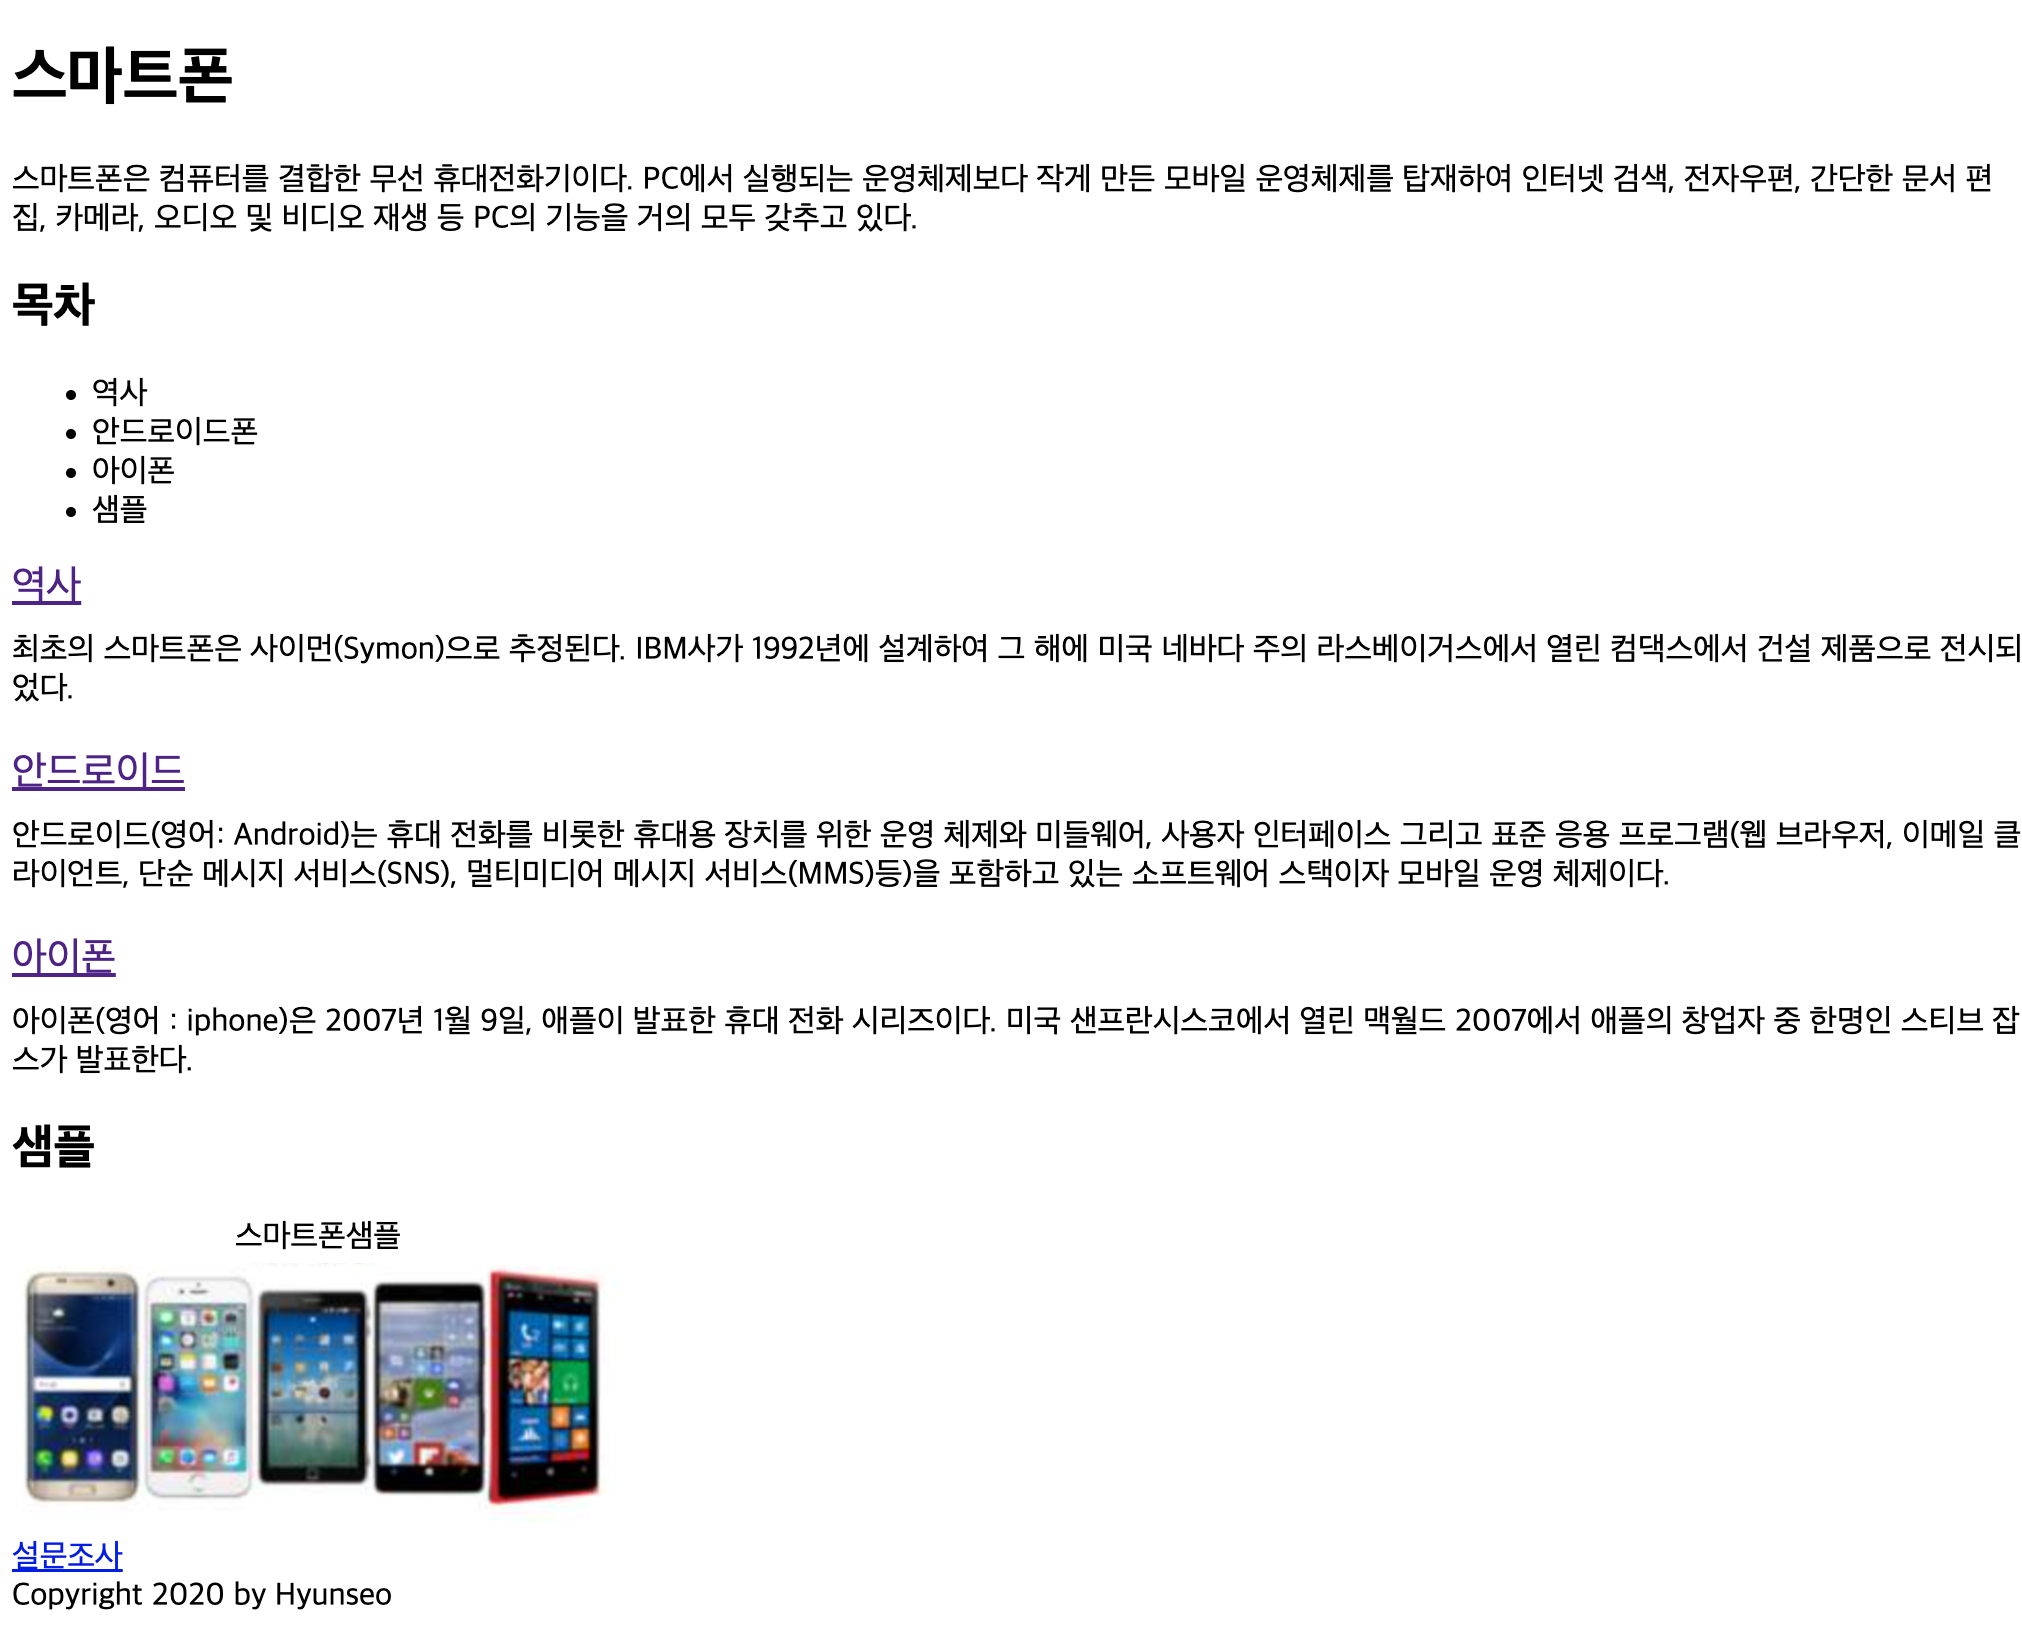 스마트폰
스마트폰은 컴퓨터를 결합한 무선 휴대전화기이다. PC에서 실행되는 운영체제보다 작게 만든 모바일 운영체제를 탑재하여 인터넷 검색, 전자우편, 간단한 문서 편
집, 카메라, 오디오 및 비디오 재생 등 PC의 기능을 거의 모두 갖추고 있다.
목차
• 역사
• 안드로이드폰
• 아이폰
• 샘플
역사
최초의 스마트폰은 사이먼(Symon)으로 추정된다. IBM사가 1992년에 설계하여 그 해에 미국 네바다 주의 라스베이거스에서 열린 컴댁스에서 건설 제품으로 전시되
었다.
안드로이드
안드로이드(영어: Android)는 휴대 전화를 비롯한 휴대용 장치를 위한 운영 체제와 미들웨어, 사용자 인터페이스 그리고 표준 응용 프로그램(웹 브라우저, 이메일 클
라이언트, 단순 메시지 서비스(SNS), 멀티미디어 메시지 서비스(MMS)등)을 포함하고 있는 소프트웨어 스택이자 모바일 운영 체제이다.
아이폰
아이폰(영어 : iphone)은 2007년 1월 9일, 애플이 발표한 휴대 전화 시리즈이다. 미국 샌프란시스코에서 열린 맥월드 2007에서 애플의 창업자 중 한명인 스티브 잡
스가 발표한다.
샘플
스마트폰샘플
설문조사
Copyright 2020 by Hyunseo